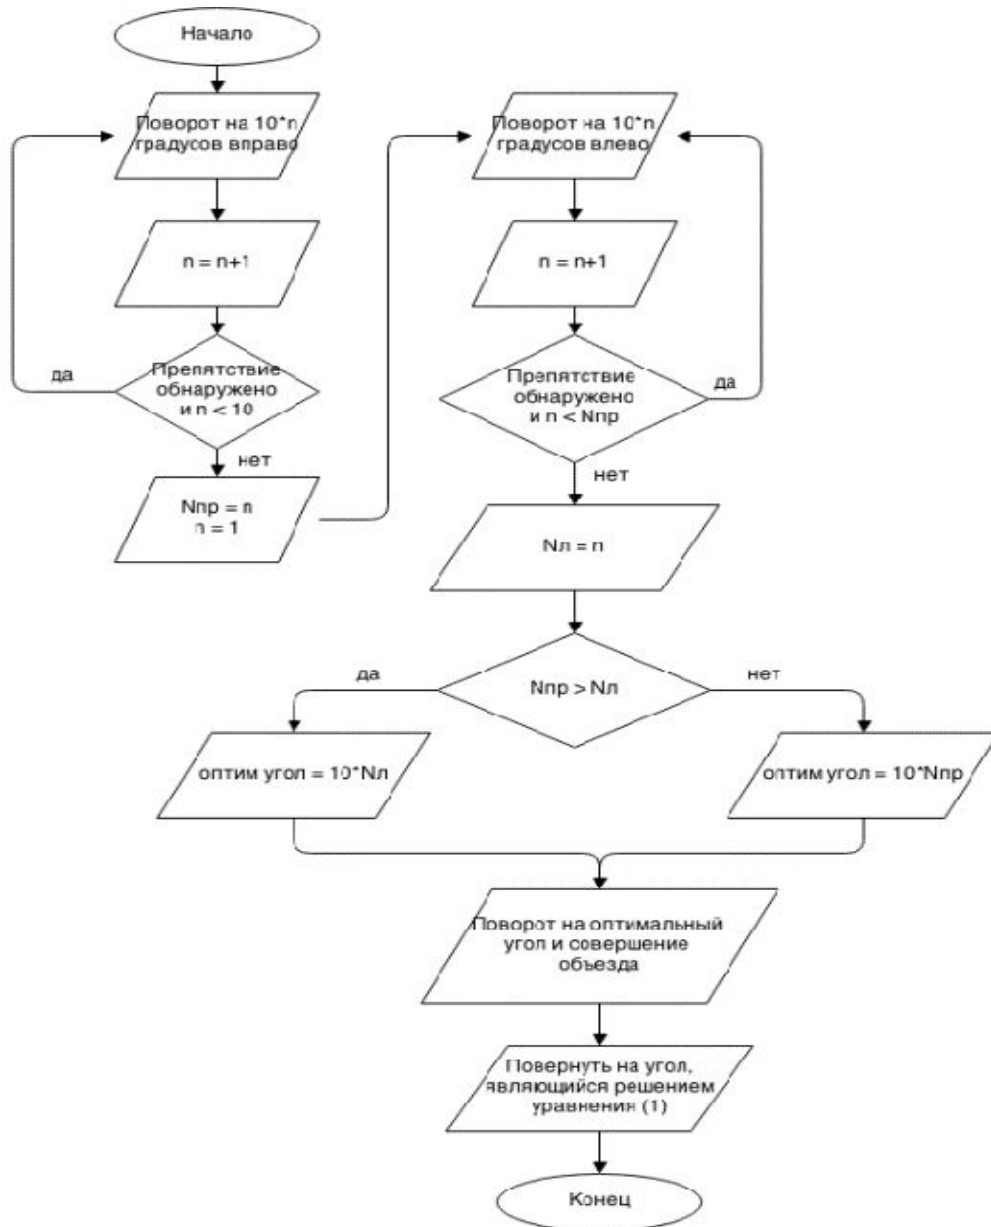 Начало
Поворот на 10*n
градусов вправо
n = n+1
да
Препятствие
обнаружено
и n < 10
нет
Nпр = n
n = 1
Поворот на 10*n
градусов влево
n = n+1
Препятствие
обнаружено
и n < Nпр
да
нет
Nл = n
да
Nпр > Nл
нет
оптим угол = 10*Nл
оптим угол = 10*Nпр
Поворот на оптимальный
угол и совершение
объезда
Повернуть на угол,
являющийся решением
уравнения (1)
Конец